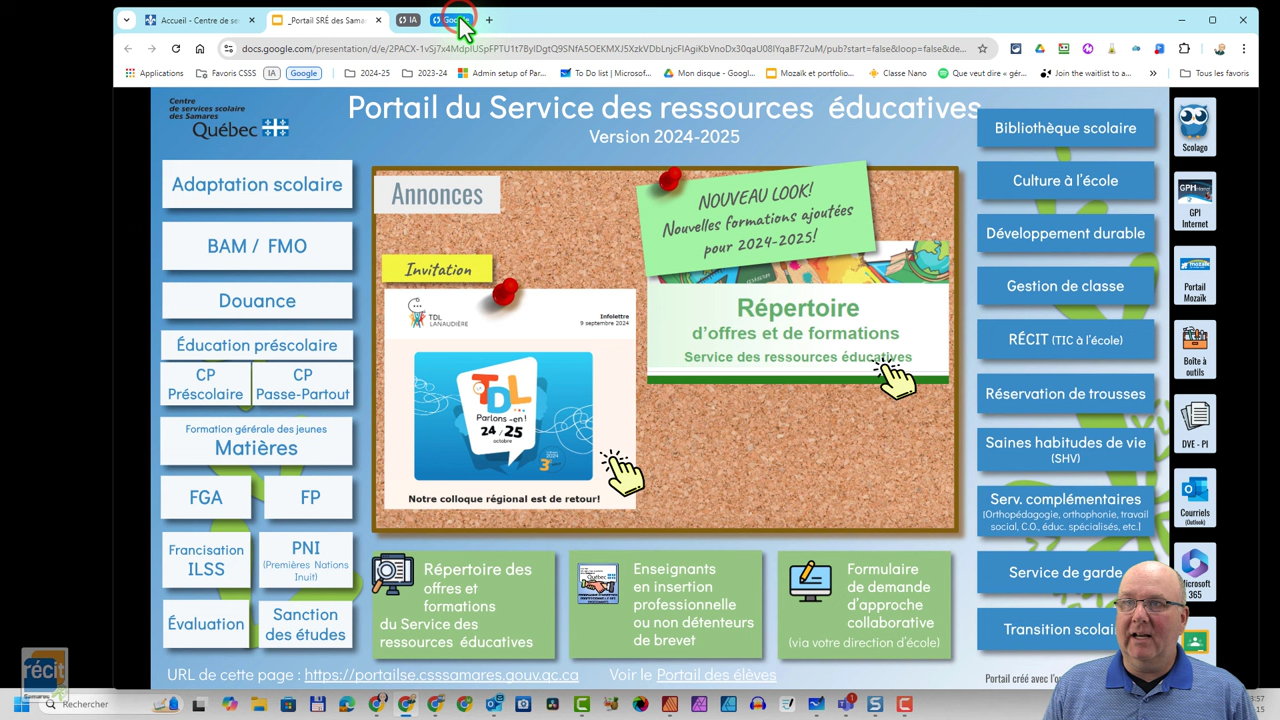 Accueil - Centre de se
_Portail SRÉ des Samar
IA
Google
docs.google.com/presentation/d/e/2PACX-1vSj7x4MdplUSpFPTU1t7ByIDgtQ9SNfA5OEKMXJ5XzkVDbLnjcFIAgiKbVnoDx30qaU08lYqaBF72uM/pub?start=false&loop=false&de...
Applications
Favoris CSSS
IA
Google
2024-25
2023-24
Admin setup of Par...
To Do list | Microsof...
Mon disque - Googl...
Mozaïk et portfolio...
Classe Nano
Que veut dire « gér...
Join the waitlist to a...
»
Tous les favoris
Centre
de services scolaire
des Samares
Québec
Portail du Service des ressources éducatives
Version 2024-2025
Adaptation scolaire
BAM / FMO
Douance
Éducation préscolaire
CP
Préscolaire
CP
Passe-Partout
Formation gérérale des jeunes
Matières
FGA
FP
Francisation
ILSS
PNI
(Premières Nations
Inuit)
Évaluation
Sanction
des études
Annonces
Invitation
TDL
LANAUDIÈRE
Infolettre
9 septembre 2024
TDL
Parlons-en !
24/25
octobre
Notre colloque régional est de retour!
NOUVEAU LOOK!
Nouvelles formations ajoutées
pour 2024-2025!
Répertoire
d'offres et de formations
Service des ressources éducatives
Répertoire des
offres et
formations
du Service des
ressources éducatives
Enseignants
en insertion
professionnelle
ou non détenteurs
de brevet
Formulaire
de demande
d'approche
collaborative
(via votre direction d'école)
URL de cette page : https://portailse.csssamares.gouv.qc.ca
Voir le Portail des élèves
Bibliothèque scolaire
Culture à l'école
Développement durable
Gestion de classe
RÉCIT (TIC à l'école)
Réservation de trousses
Saines habitudes de vie
(SHV)
Serv. complémentaires
(Orthopédagogie, orthophonie, travail
social, C.O., éduc. spécialisés, etc.)
Service de garde
Transition scolai
Portail créé avec l'ou
Scolago
GPI
Internet
Portail
Mozaïk
Boîte à
outils
DVE - PI
Courriels
(Outlook)
Microsoft
365
récit
Samares
Rechercher